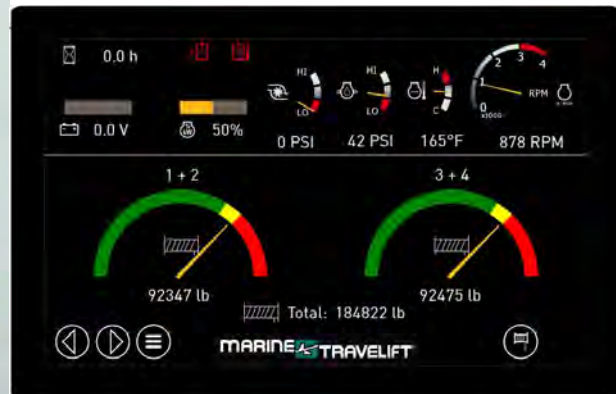 0.0 h
0.0 V
50%
HI
LO
0 PSI
HI
LO
42 PSI
H
C
165°F
0
1
2
3
4
x1000
RPM
878 RPM
1 + 2
92347 lb
3 + 4
92475 lb
Total: 184822 lb
MARINE TRAVELIFT